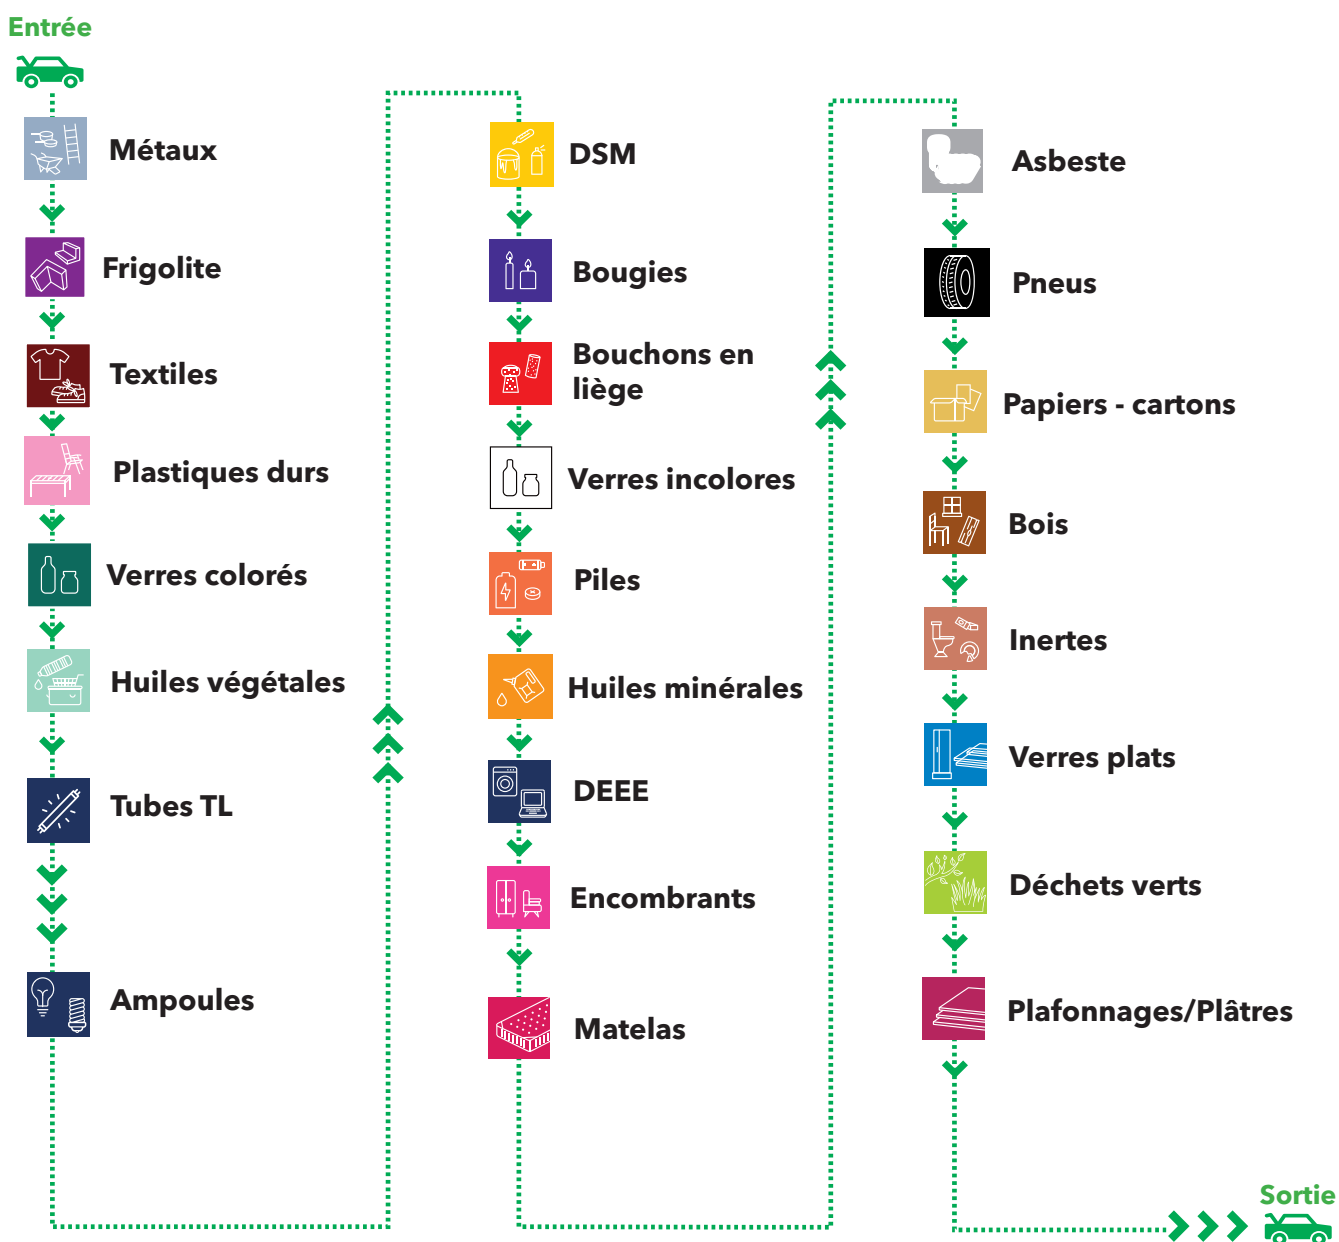 Entrée
Métaux
Frigolite
Textiles
Plastiques durs
Verres colorés
Huiles végétales
Tubes TL
Ampoules
DSM
Bougies
Bouchons en
liège
Verres incolores
Piles
Huiles minérales
DEEE
Encombrants
Matelas
Asbeste
Pneus
Papiers - cartons
Bois
Inertes
Verres plats
Déchets verts
Plafonnages/Plâtres
Sortie